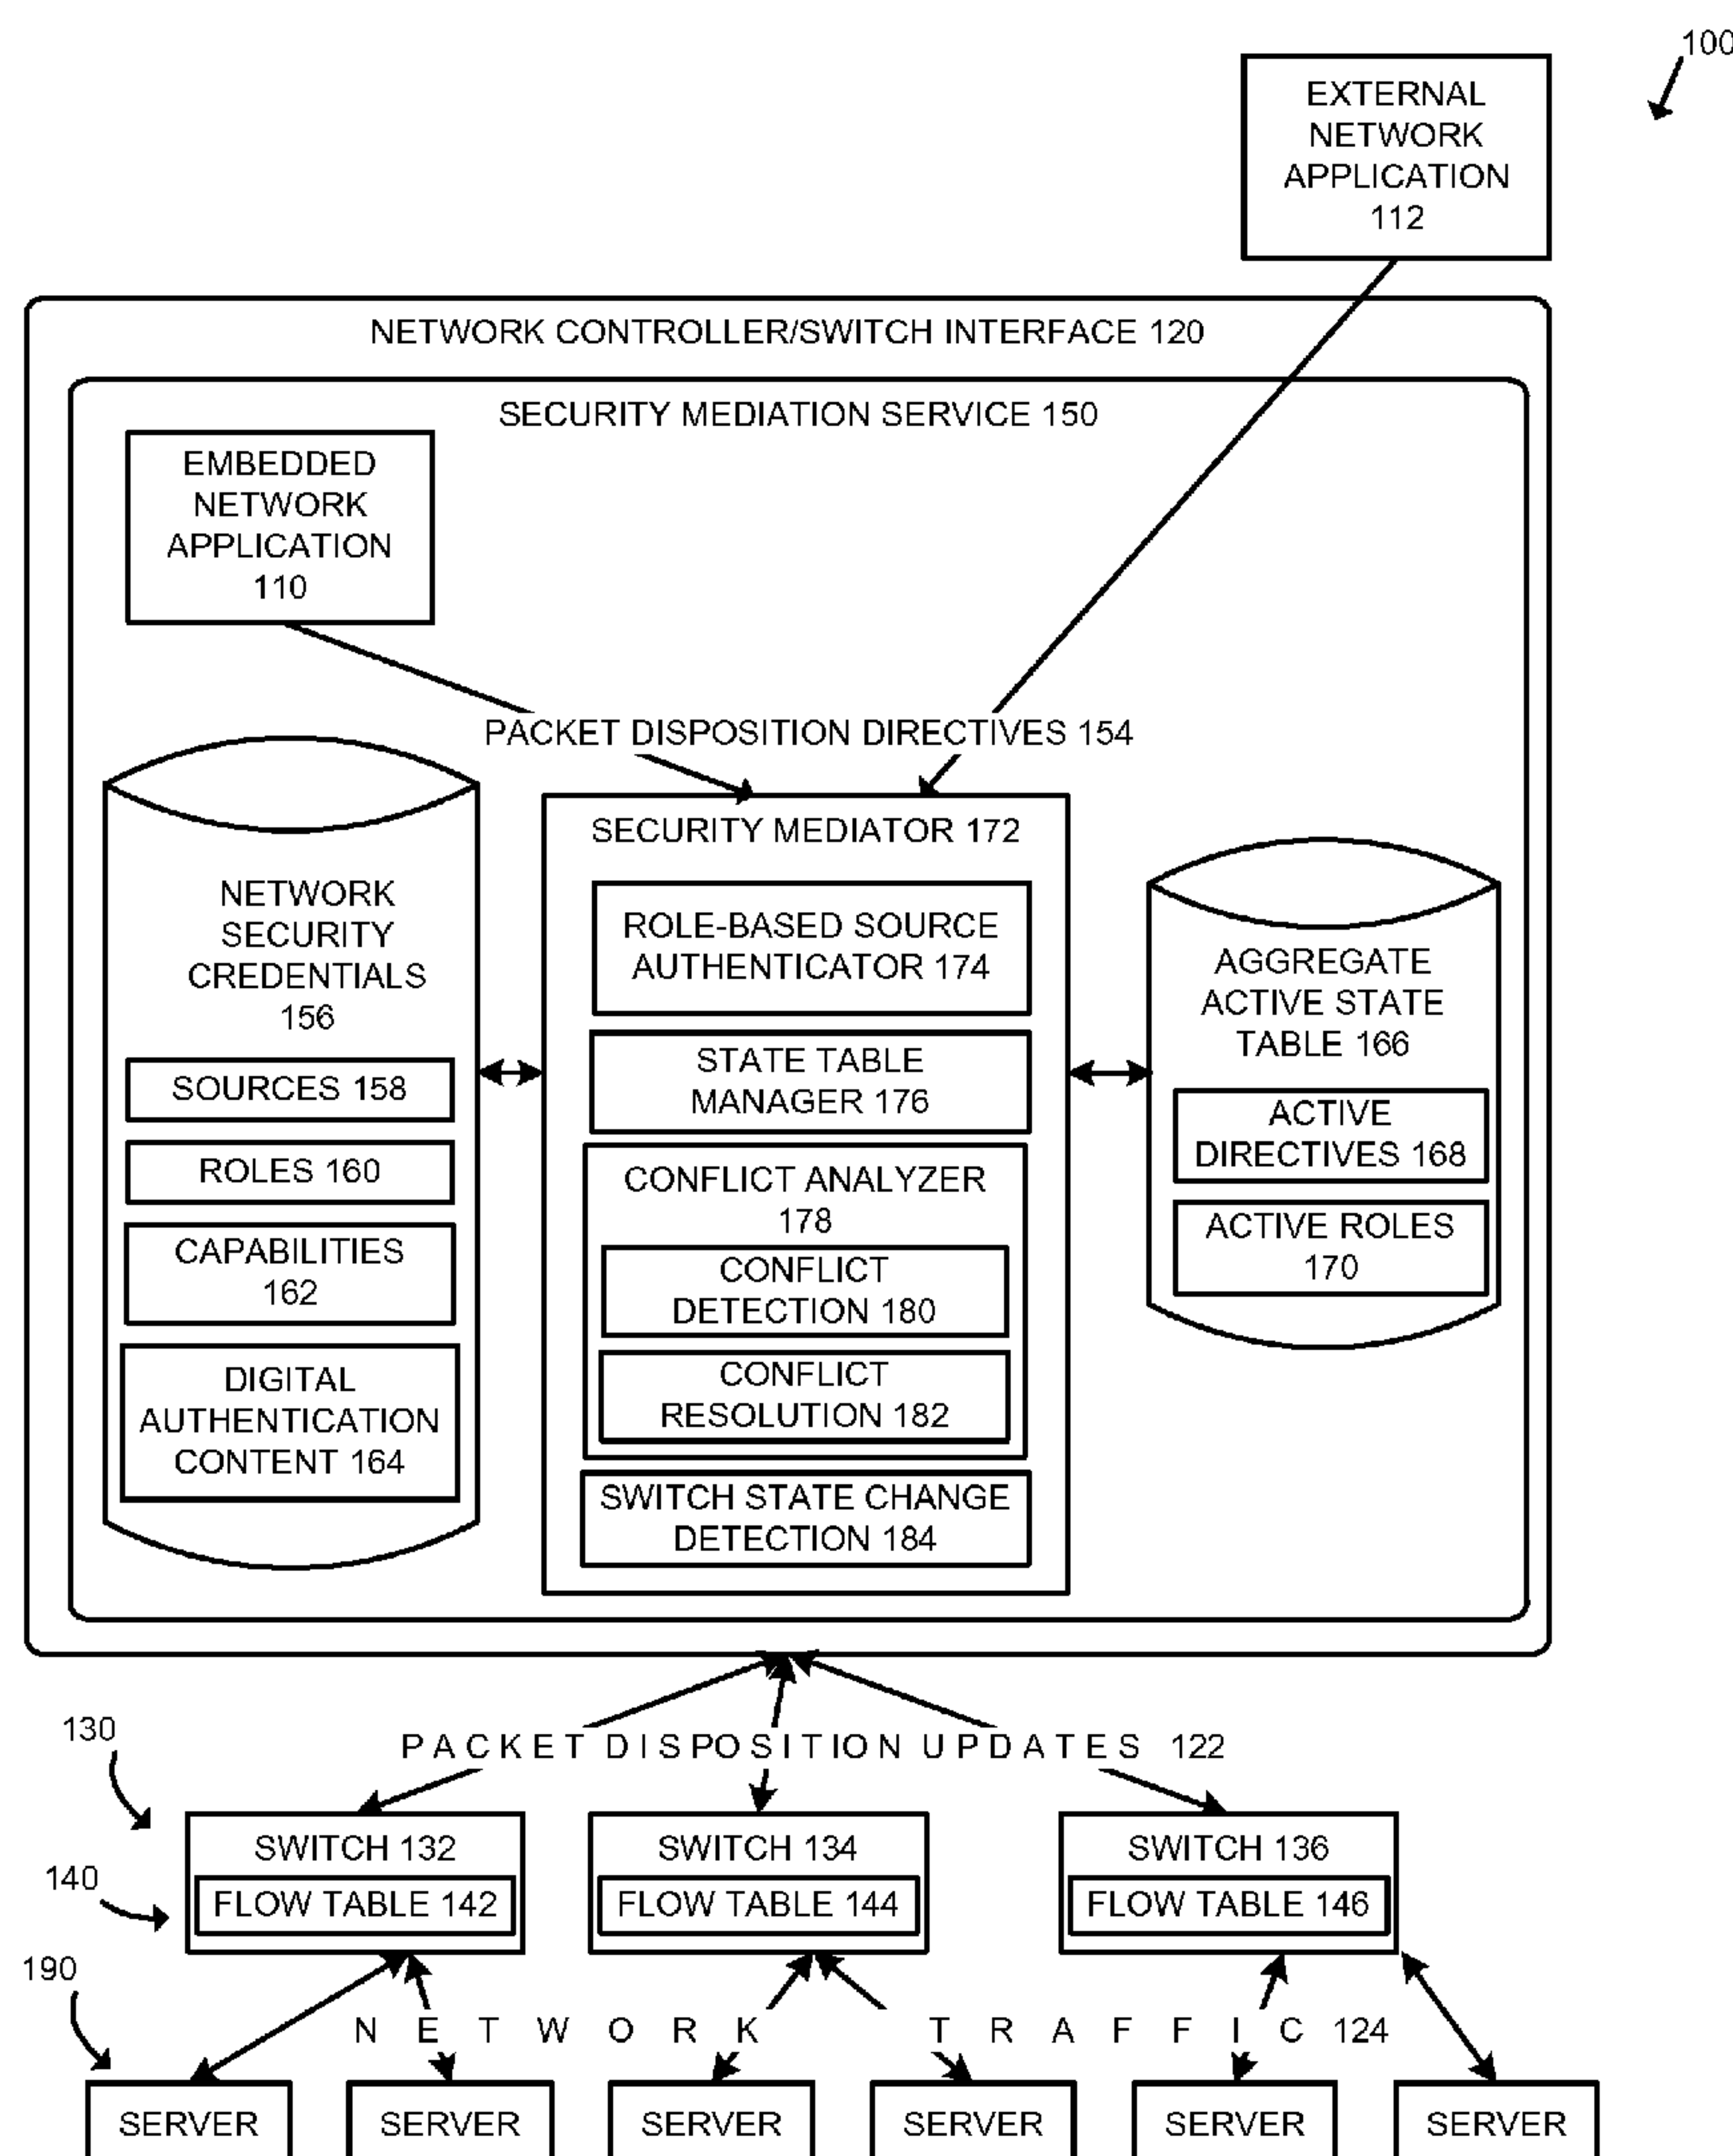 100
EXTERNAL
NETWORK
APPLICATION
112
NETWORK CONTROLLER/SWITCH INTERFACE 120
SECURITY MEDIATION SERVICE 150
EMBEDDED
NETWORK
APPLICATION
110
PACKET DISPOSITION DIRECTIVES 154
NETWORK
SECURITY
CREDENTIALS
156
SOURCES 158
ROLES 160
CAPABILITIES
162
DIGITAL
AUTHENTICATION
CONTENT 164
SECURITY MEDIATOR 172
ROLE-BASED SOURCE
AUTHENTICATOR 174
STATE TABLE
MANAGER 176
CONFLICT ANALYZER
178
CONFLICT
DETECTION 180
CONFLICT
RESOLUTION 182
SWITCH STATE CHANGE
DETECTION 184
AGGREGATE
ACTIVE STATE
TABLE 166
ACTIVE
DIRECTIVES 168
ACTIVE ROLES
170
130
PACKET DISPOSITION UPDATES 122
140
SWITCH 132
FLOW TABLE 142
SWITCH 134
FLOW TABLE 144
SWITCH 136
FLOW TABLE 146
190
NETWORK TRAFFIC 124
SERVER
SERVER
SERVER
SERVER
SERVER
SERVER